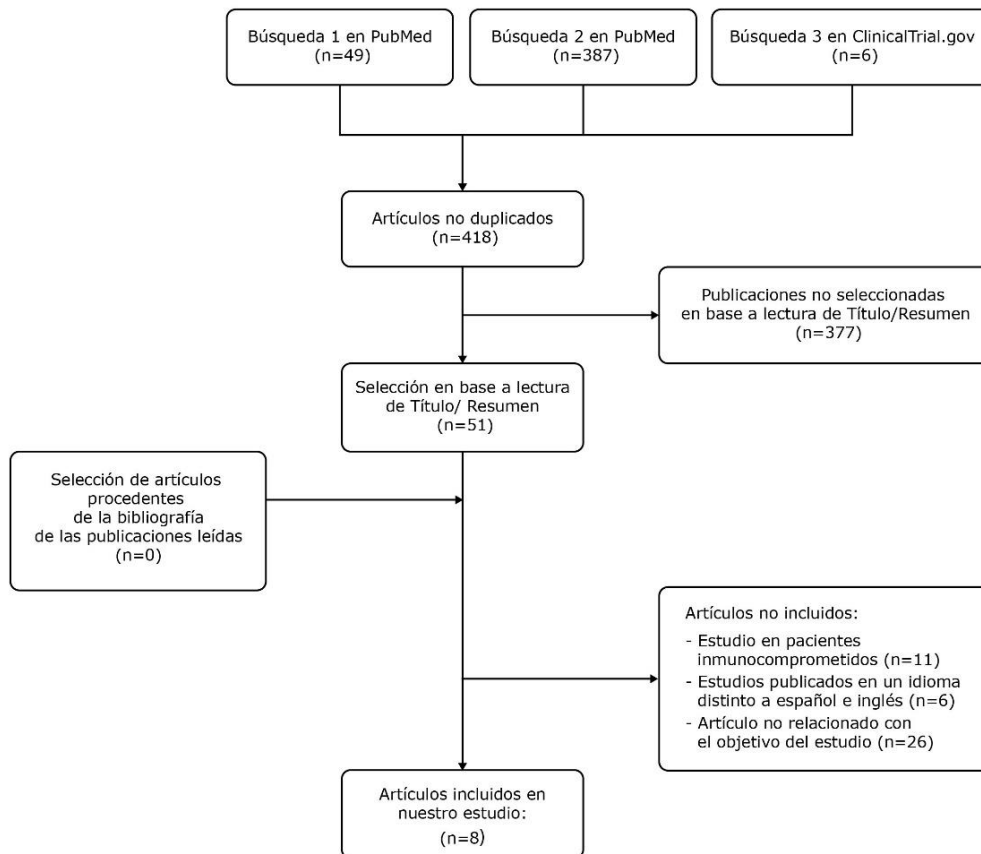 Búsqueda 1 en PubMed
(n=49)
Búsqueda 2 en PubMed
(n=387)
Búsqueda 3 en ClinicalTrial.gov
(n=6)
Artículos no duplicados
(n=418)
Publicaciones no seleccionadas
en base a lectura de Título/Resumen
(n=377)
Selección en base a lectura
de Título/ Resumen
(n=51)
Selección de artículos
procedentes
de la bibliografía
de las publicaciones leídas
(n=0)
Artículos no incluidos:
- Estudio en pacientes
inmunocomprometidos (n=11)
- Estudios publicados en un idioma
distinto a español e inglés (n=6)
- Artículo no relacionado con
el objetivo del estudio (n=26)
Artículos incluidos en
nuestro estudio:
(n=8)